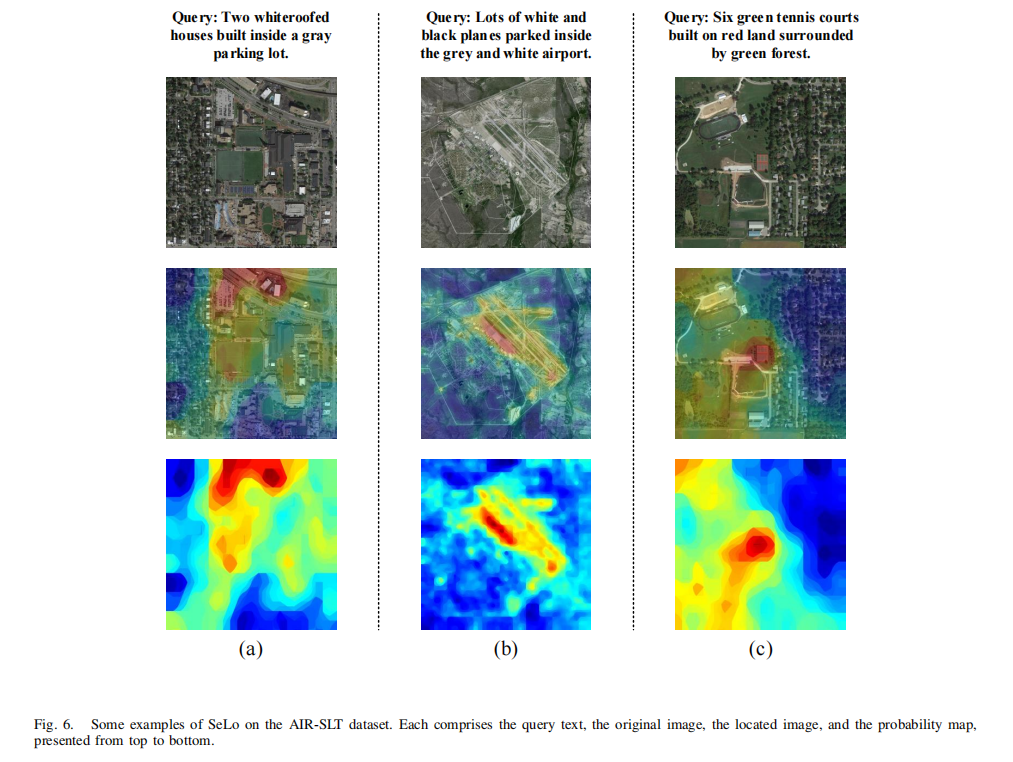 Query: Two whiteroofed
houses built inside a gray
parking lot.
Query: Lots of white and
black planes parked inside
the grey and white airport.
Query: Six green tennis courts
built on red land surrounded
by green forest.
(a)
(b)
(c)
Fig. 6. Some examples of SeLo on the AIR-SLT dataset. Each comprises the query text, the original image, the located image, and the probability map,
presented from top to bottom.